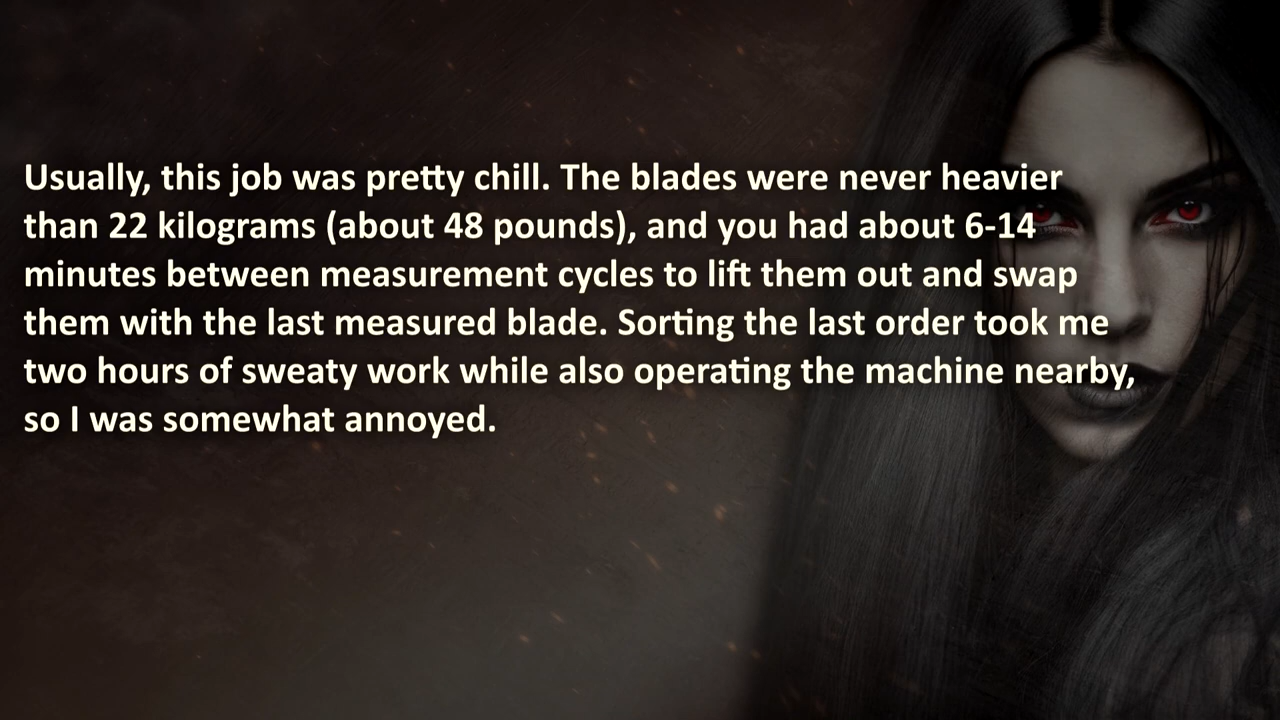 Usually, this job was pretty chill. The blades were never heavier
than 22 kilograms (about 48 pounds), and you had about 6-14
minutes between measurement cycles to lift them out and swap
them with the last measured blade. Sorting the last order took me
two hours of sweaty work while also operating the machine nearby,
so I was somewhat annoyed.